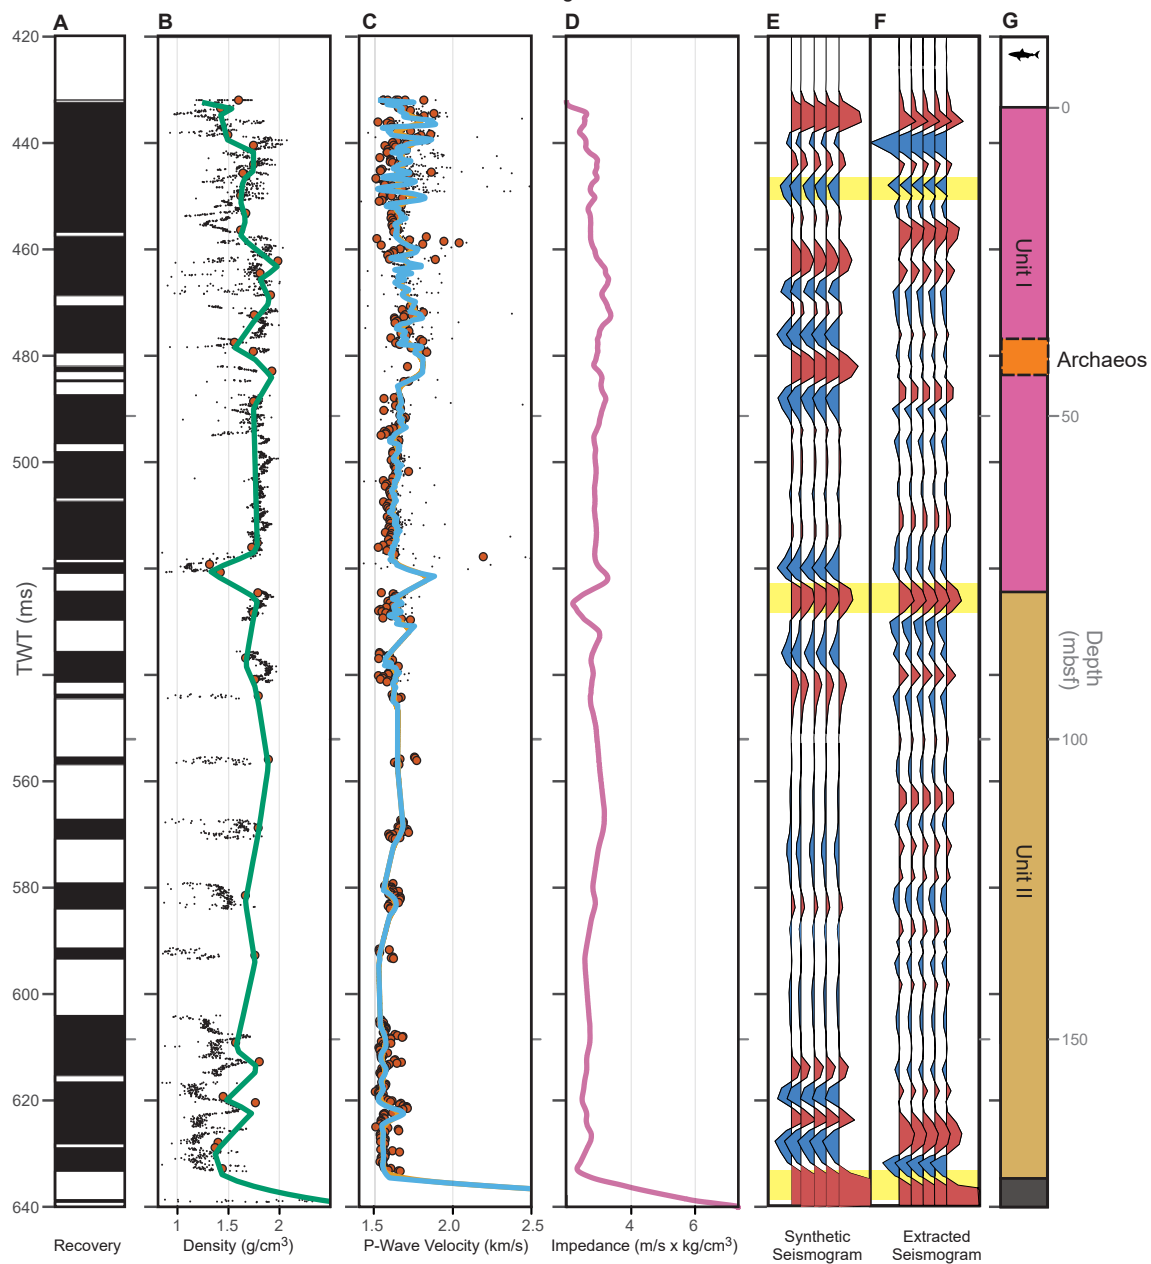 A B C D E F G
420
440
460
480
500
560
580
600
620
640
TWT (ms)
0
50
100
150
Depth
(mbsf)
Unit I
Archaeos
Unit II
1 1.5 2
1.5 2.0 2.5
4 6
Recovery
Density (g/cm³)
P-Wave Velocity (km/s)
Impedance (m/s x kg/cm³)
Synthetic
Seismogram
Extracted
Seismogram